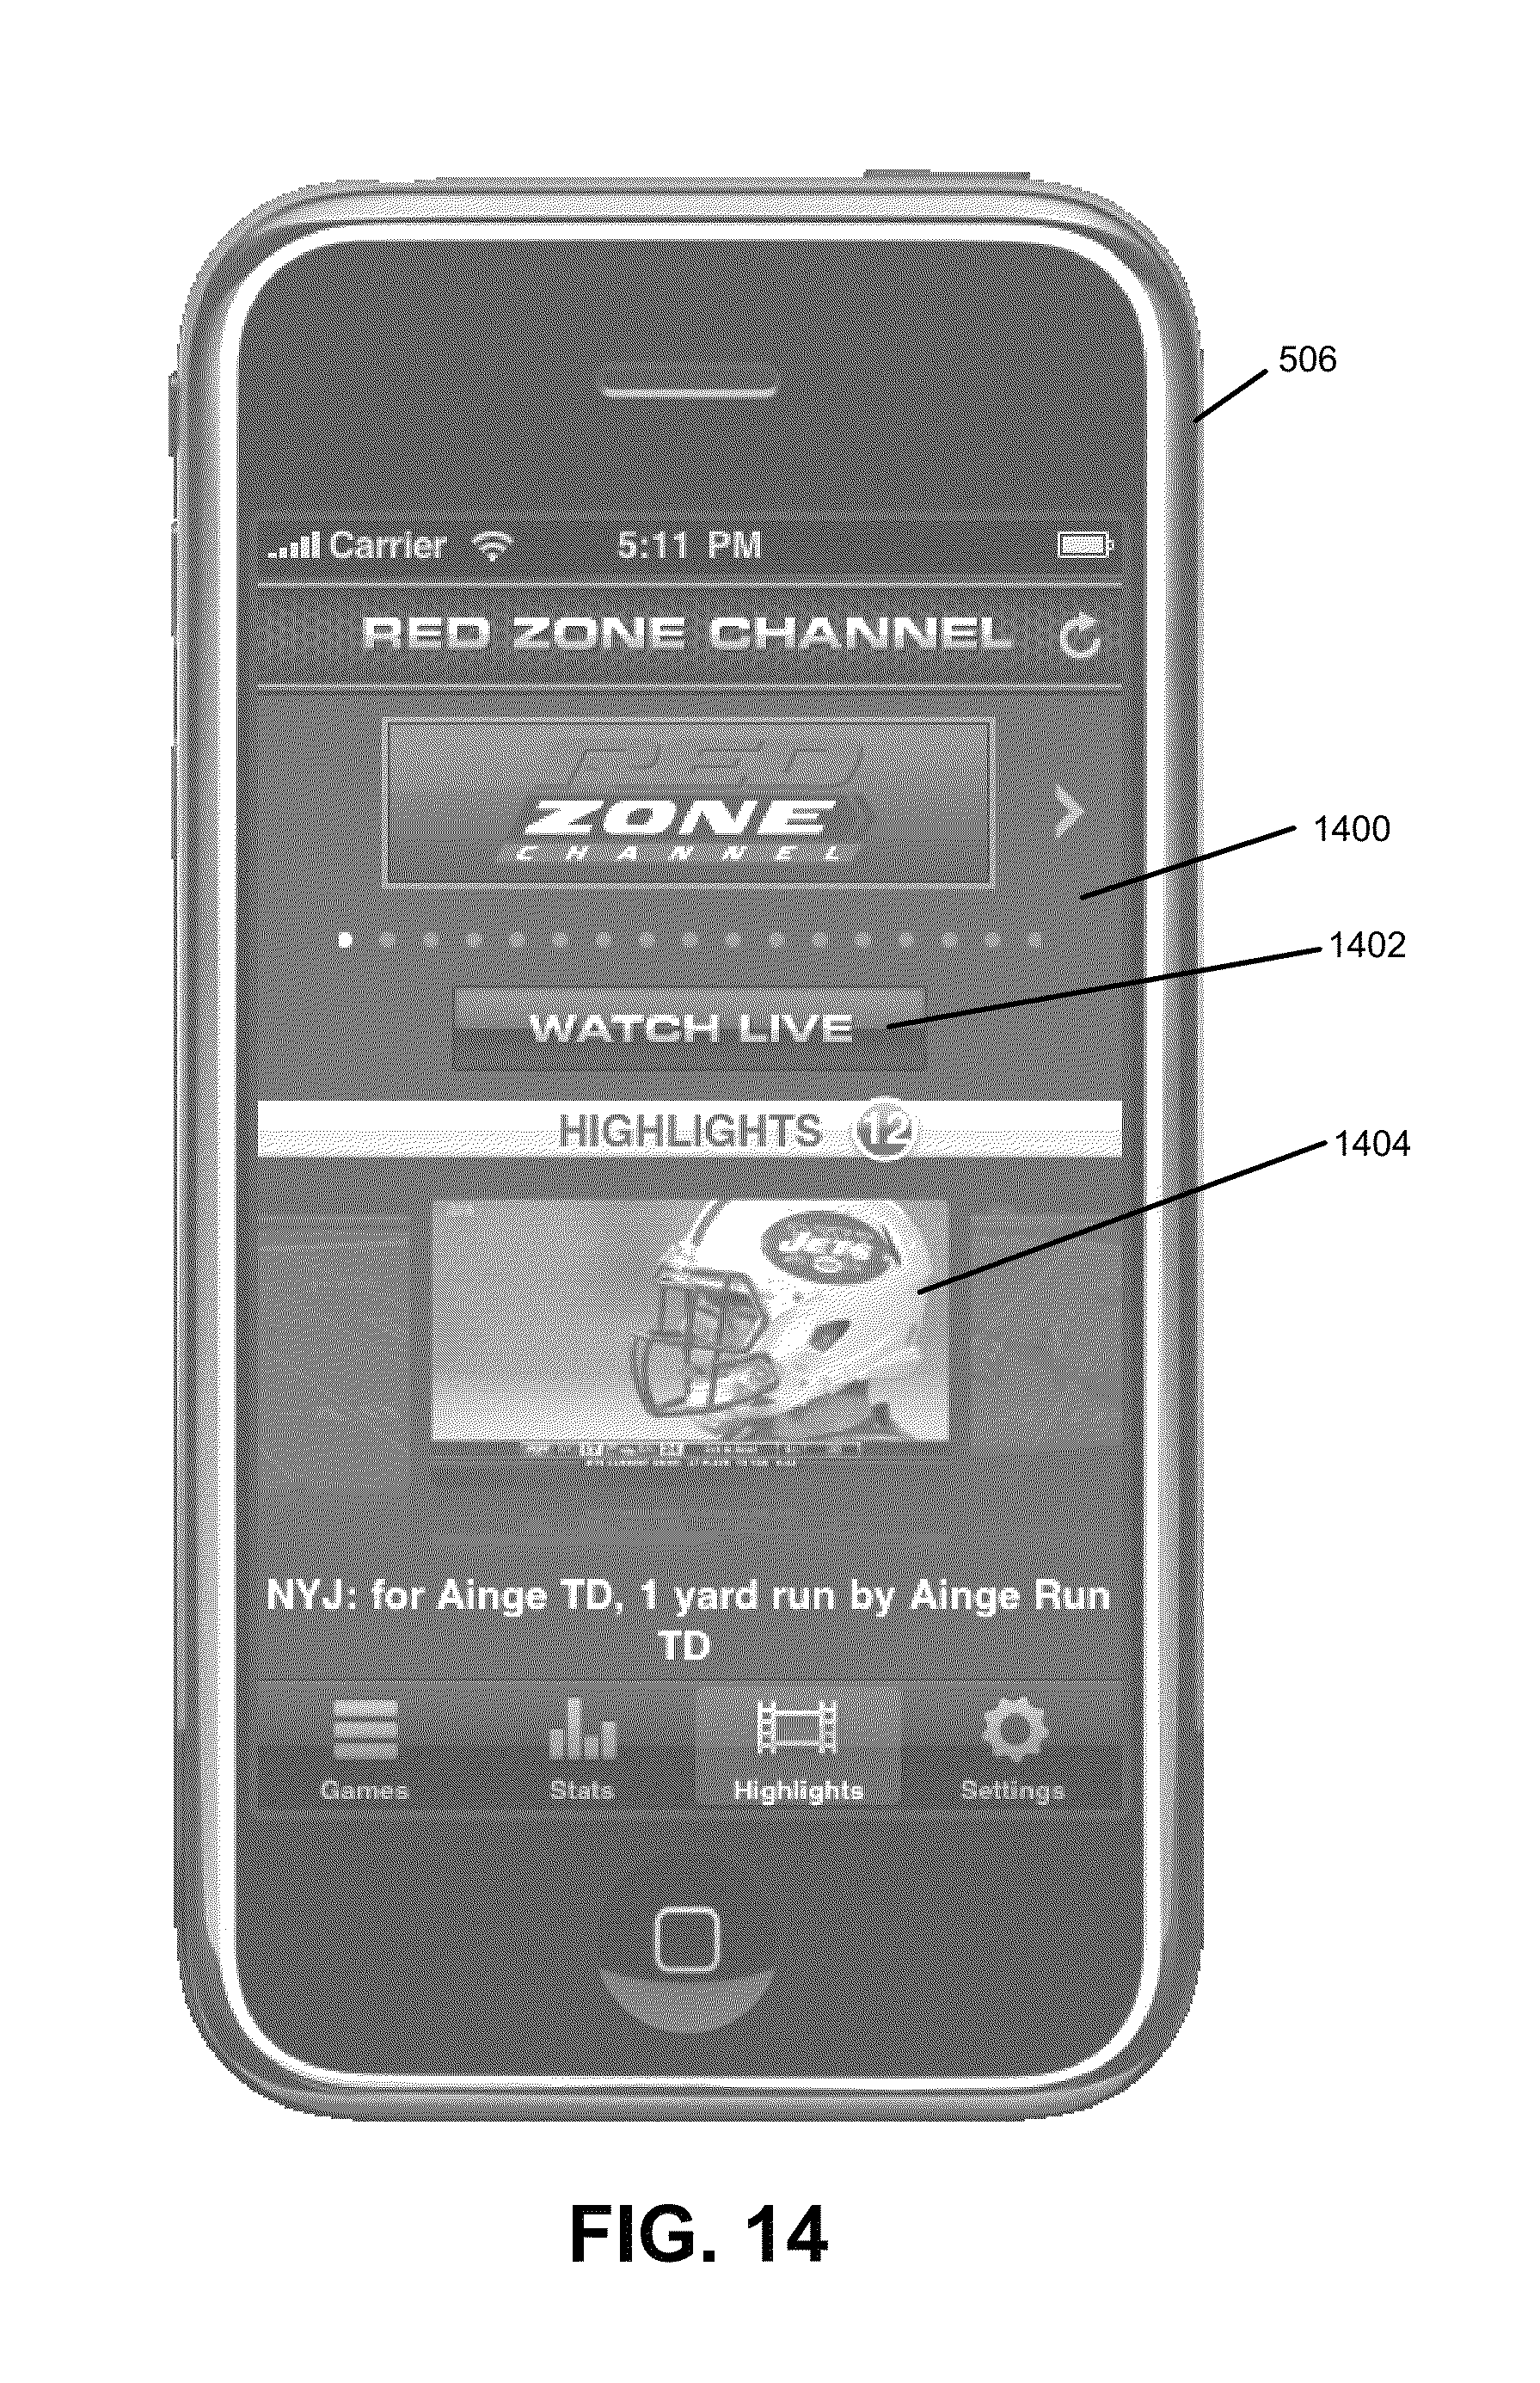 506
Carrier 5:11 PM
RED ZONE CHANNEL
RED
ZONE
CHANNEL
1400
1402
WATCH LIVE
HIGHLIGHTS 12
1404
JETS
NYJ: for Ainge TD, 1 yard run by Ainge Run
TD
Games Stats Highlights Settings
FIG. 14